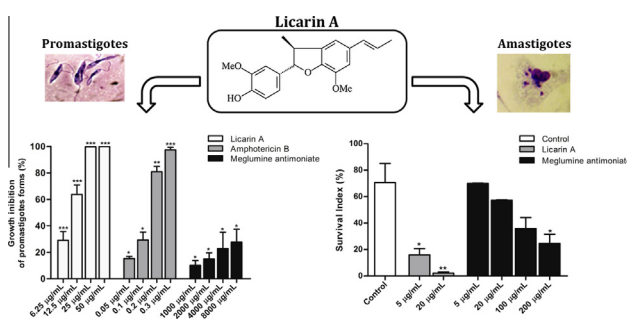 Licarin A
Promastigotes
Amastigotes
MeO
HO
O
OMe
Licarin A
Amphotericin B
Meglumine antimoniate
Growth inibition
of promastigotes forms (%)
100
80
60
40
20
0
***
***
***
***
*
*
**
***
*
*
*
*
6.25 µg/mL
12.5 µg/mL
25 µg/mL
50 µg/mL
0.05 µg/mL
0.1 µg/mL
0.2 µg/mL
0.3 µg/mL
1000 µg/mL
2000 µg/mL
4000 µg/mL
8000 µg/mL
Control
Licarin A
Meglumine antimoniate
Survival Index (%)
100
80
60
40
20
0
*
**
*
Control
5 µg/mL
20 µg/mL
5 µg/mL
20 µg/mL
100 µg/mL
200 µg/mL